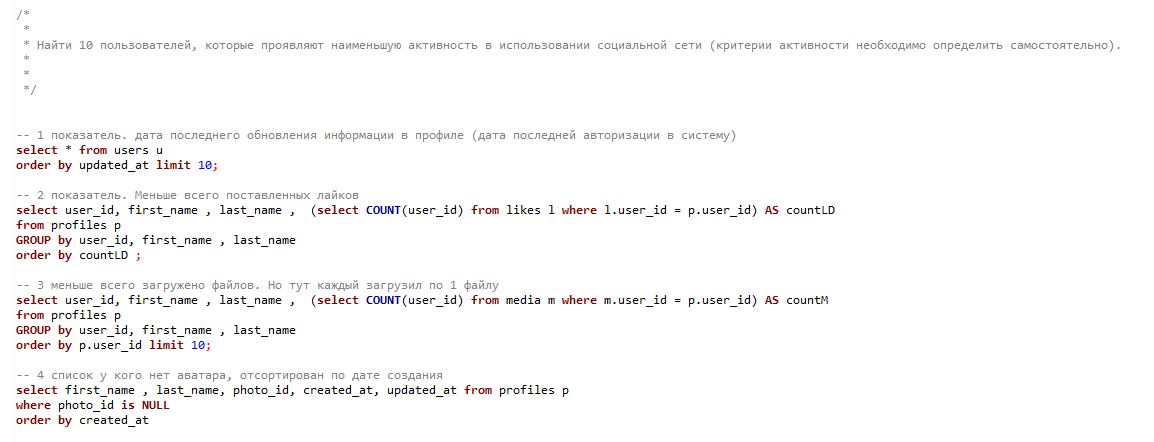 /*
*
* Найти 10 пользователей, которые проявляют наименьшую активность в использовании социальной сети (критерии активности необходимо определить самостоятельно).
*
*
*/
-- 1 показатель. дата последнего обновления информации в профиле (дата последней авторизации в систему)
select * from users u
order by updated_at limit 10;
-- 2 показатель. Меньше всего поставленных лайков
select user_id, first_name , last_name ,  (select COUNT(user_id) from likes l where l.user_id = p.user_id) AS countLD
from profiles p
GROUP by user_id, first_name , last_name
order by countLD ;
-- 3 меньше всего загружено файлов. Но тут каждый загрузил по 1 файлу
select user_id, first_name , last_name ,  (select COUNT(user_id) from media m where m.user_id = p.user_id) AS countM
from profiles p
GROUP by user_id, first_name , last_name
order by p.user_id limit 10;
-- 4 список у кого нет аватара, отсортирован по дате создания
select first_name , last_name, photo_id, created_at, updated_at from profiles p
where photo_id is NULL
order by created_at